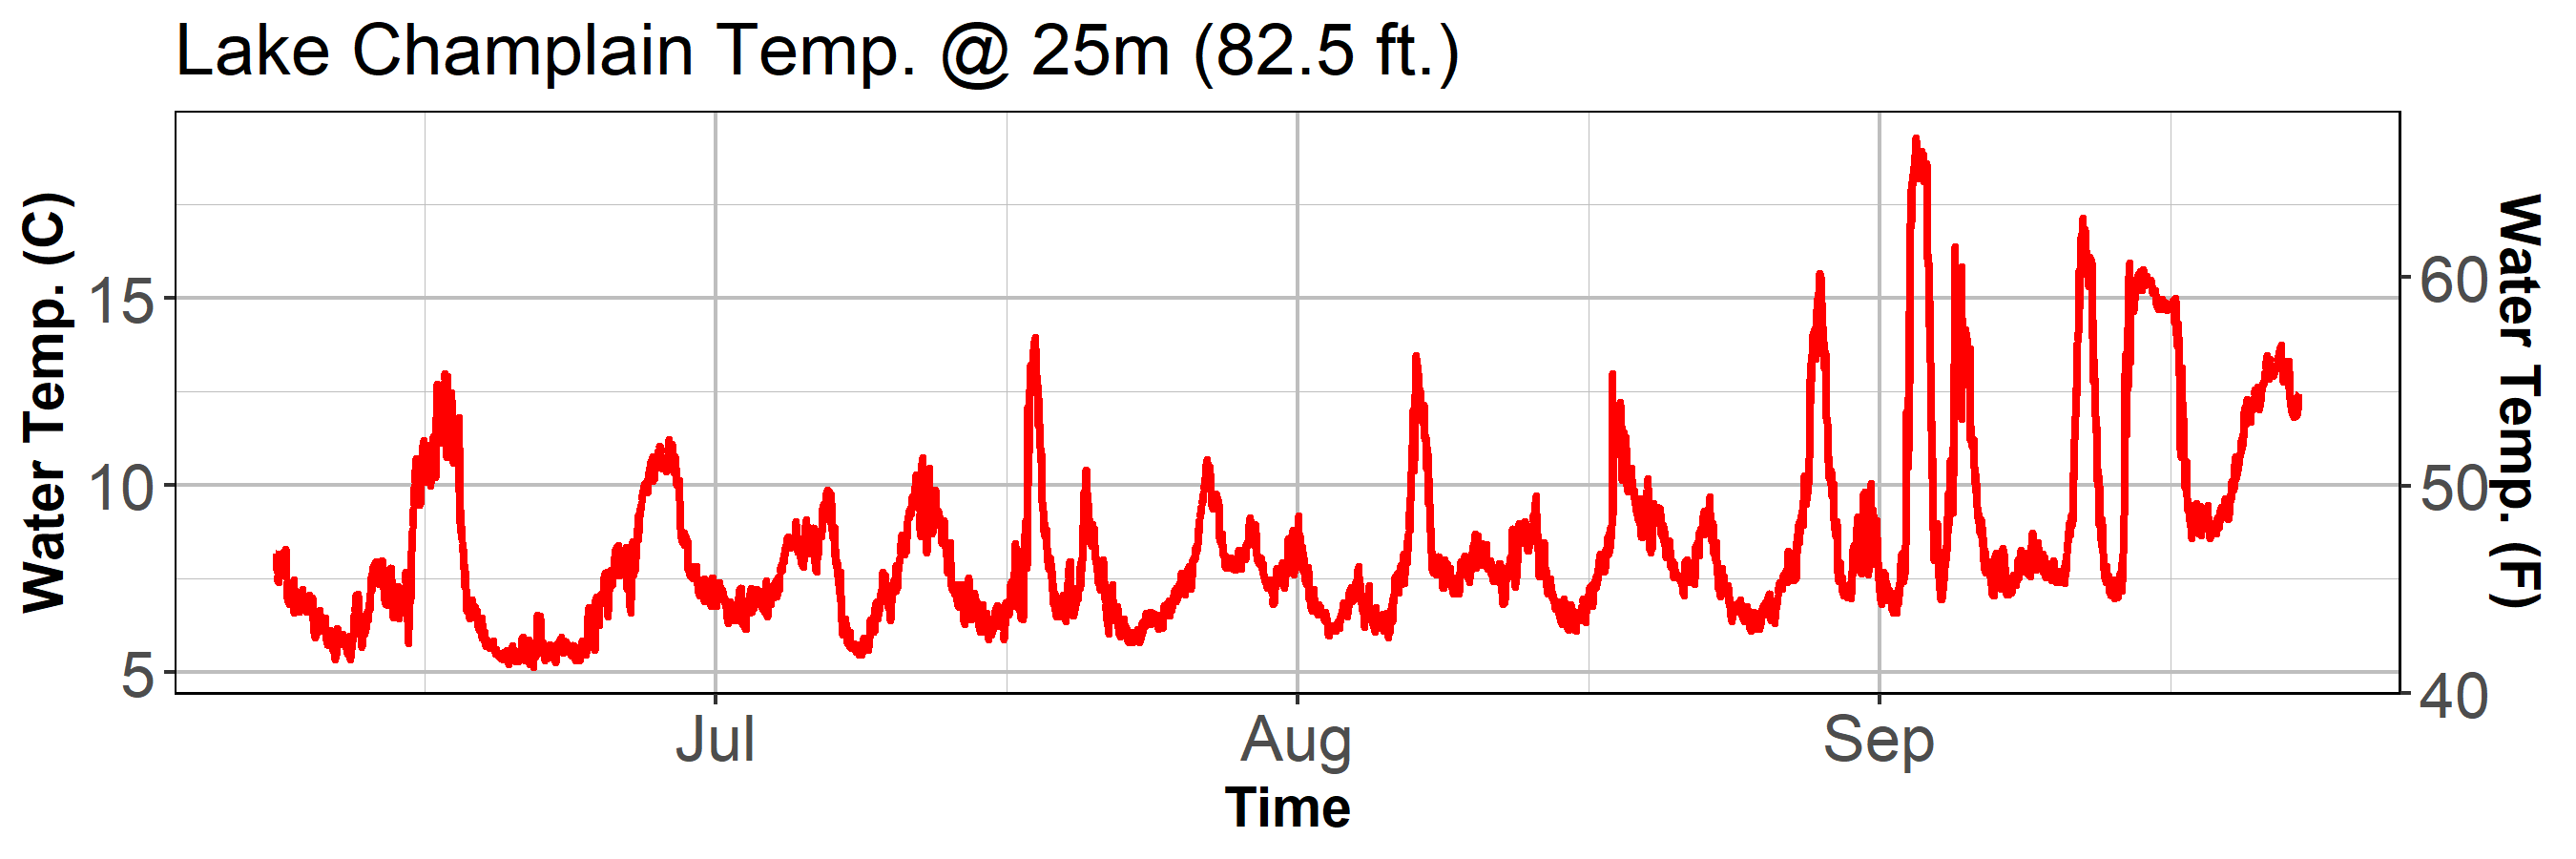 Lake Champlain Temp. @ 25m (82.5 ft.)
Water Temp. (C)
15
10
5
60
50
40
Water Temp. (F)
Jul
Aug
Sep
Time